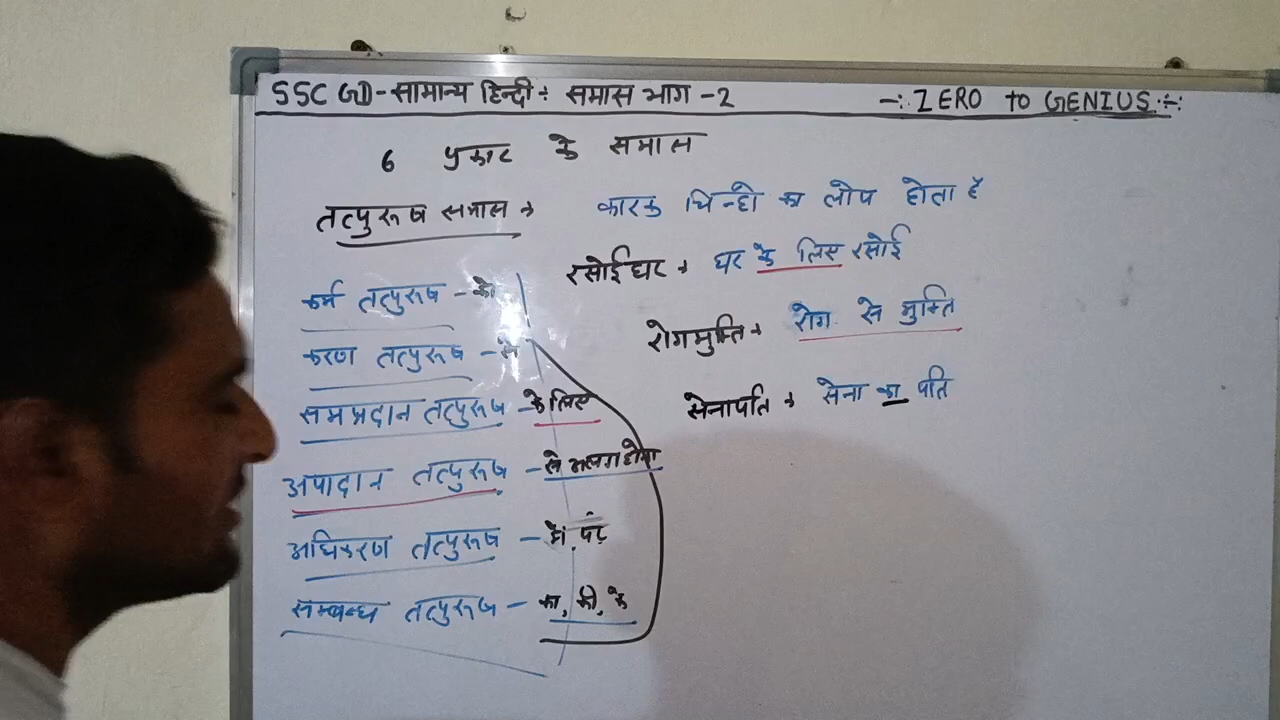 SSC GD-सामान्य हिन्दी: समास भाग -2
-: ZERO to GENIUS :-
6 प्रकार के समास
तत्पुरूष समास → कारक चिन्हो का लोप होता है
रसोईघर → घर के लिए रसोई
रोगमुक्ति → रोग से मुक्ति
सेनापति → सेना का पति
कर्म तत्पुरूष - को
करण तत्पुरूष - से
सम्प्रदान तत्पुरूष - के लिए
अपादान तत्पुरूष - से अलग होना
अधिकरण तत्पुरूष - में, पर
सम्बन्ध तत्पुरूष - का, की, के